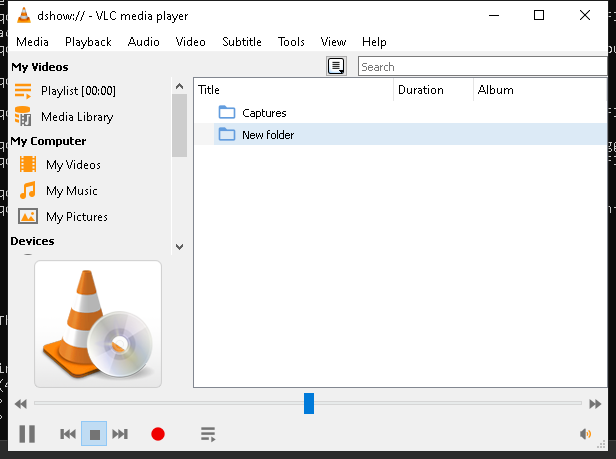 dshow:// - VLC media player
Media Playback Audio Video Subtitle Tools View Help
My Videos
Search
Playlist [00:00]
Media Library
My Computer
My Videos
My Music
My Pictures
Devices
Title Duration Album
Captures
New folder